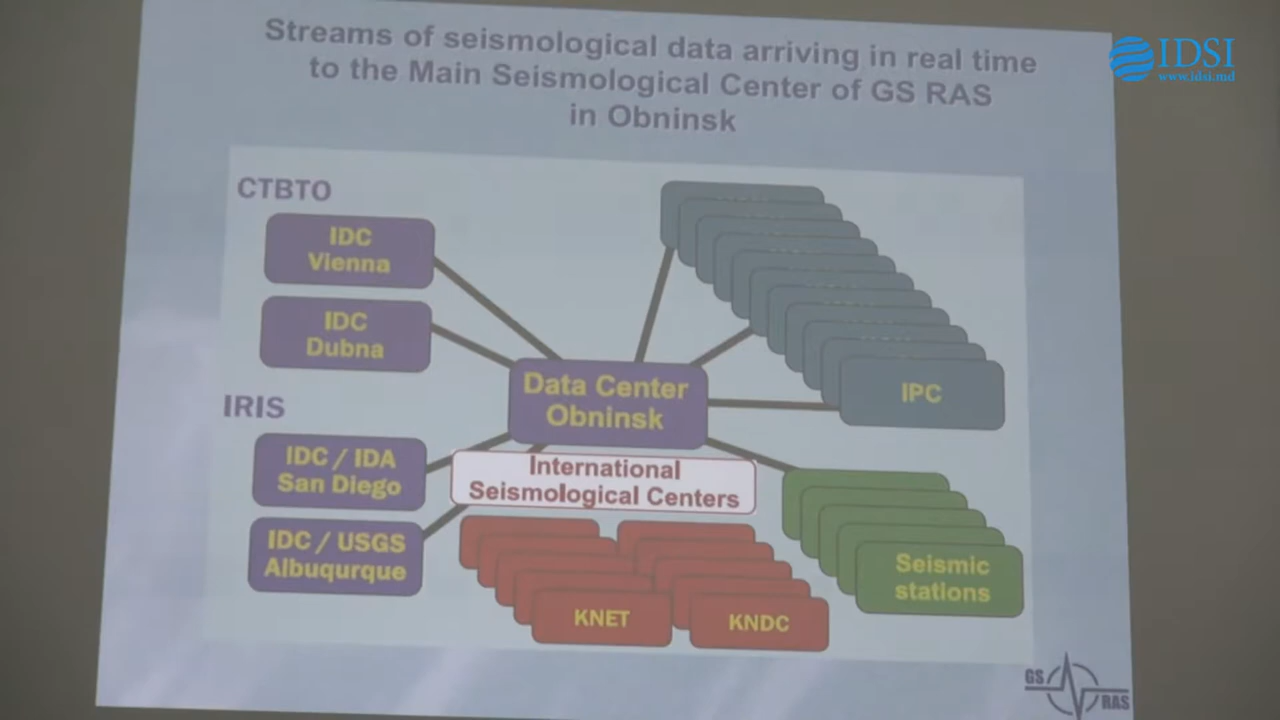 Streams of seismological data arriving in real time
to the Main Seismological Center of GS RAS
in Obninsk
IDSI
www.idsi.md
CTBTO
IDC
Vienna
IDC
Dubna
Data Center
Obninsk
IPC
IRIS
IDC / IDA
San Diego
International
Seismological Centers
IDC / USGS
Albuqurque
KNET
KNDC
Seismic
stations
GS
RAS